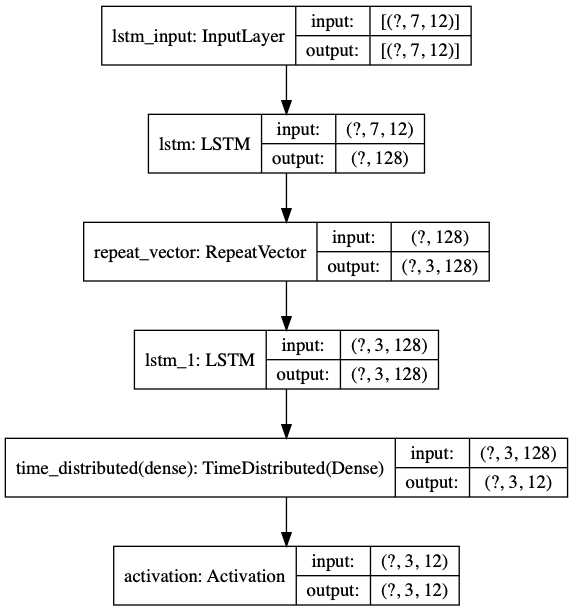 lstm_input: InputLayer
input: [(?, 7, 12)]
output: [(?, 7, 12)]
lstm: LSTM
input: (?, 7, 12)
output: (?, 128)
repeat_vector: RepeatVector
input: (?, 128)
output: (?, 3, 128)
lstm_1: LSTM
input: (?, 3, 128)
output: (?, 3, 128)
time_distributed(dense): TimeDistributed(Dense)
input: (?, 3, 128)
output: (?, 3, 12)
activation: Activation
input: (?, 3, 12)
output: (?, 3, 12)